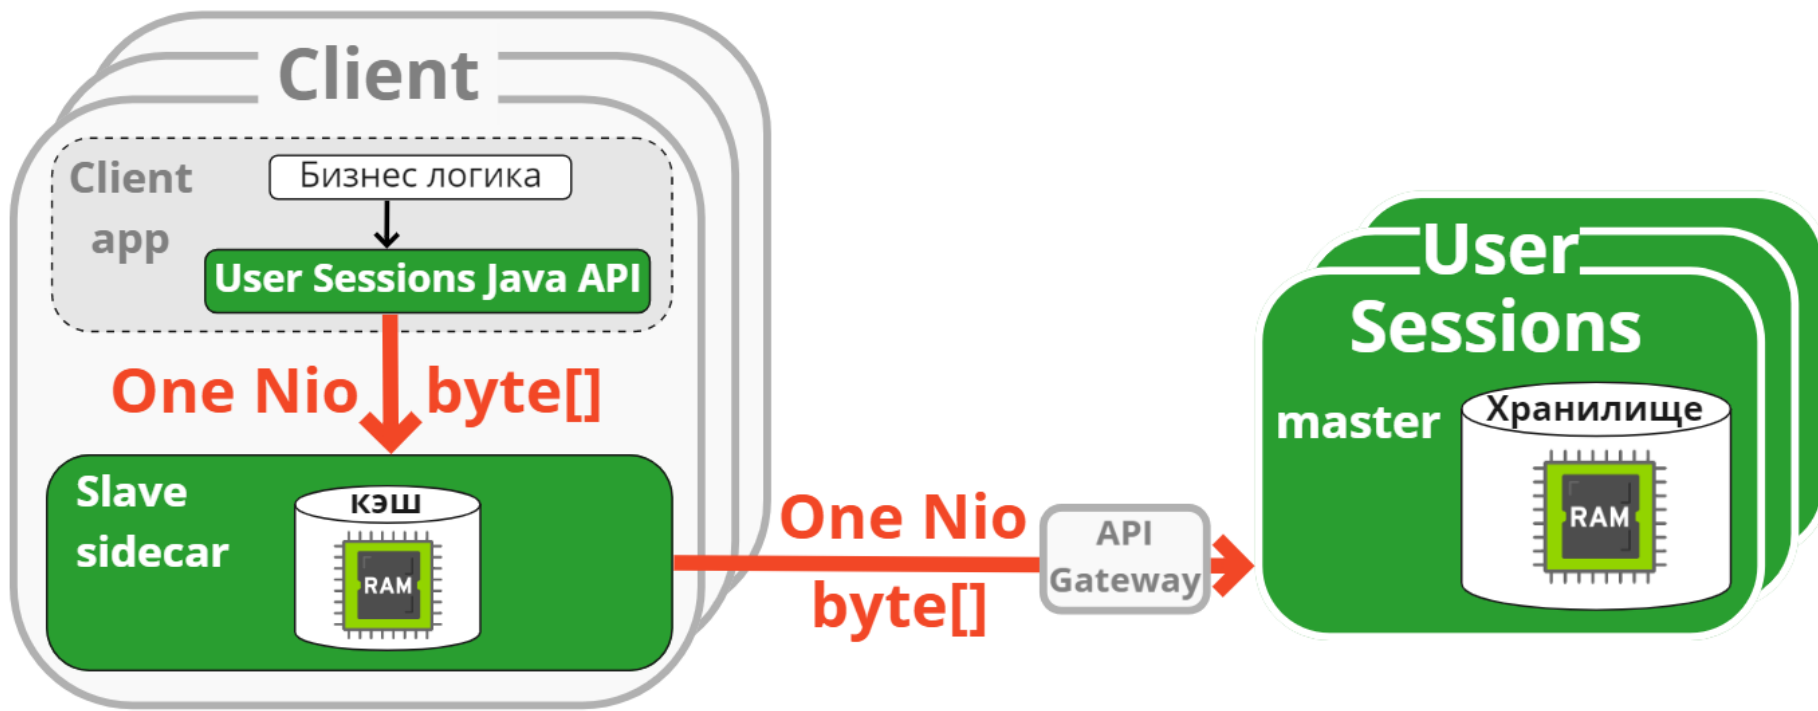 Client
Client
app
Бизнес логика
User Sessions Java API
One Nio byte[]
Slave
sidecar
кэш
RAM
One Nio
byte[]
API
Gateway
User
Sessions
master
Хранилище
RAM